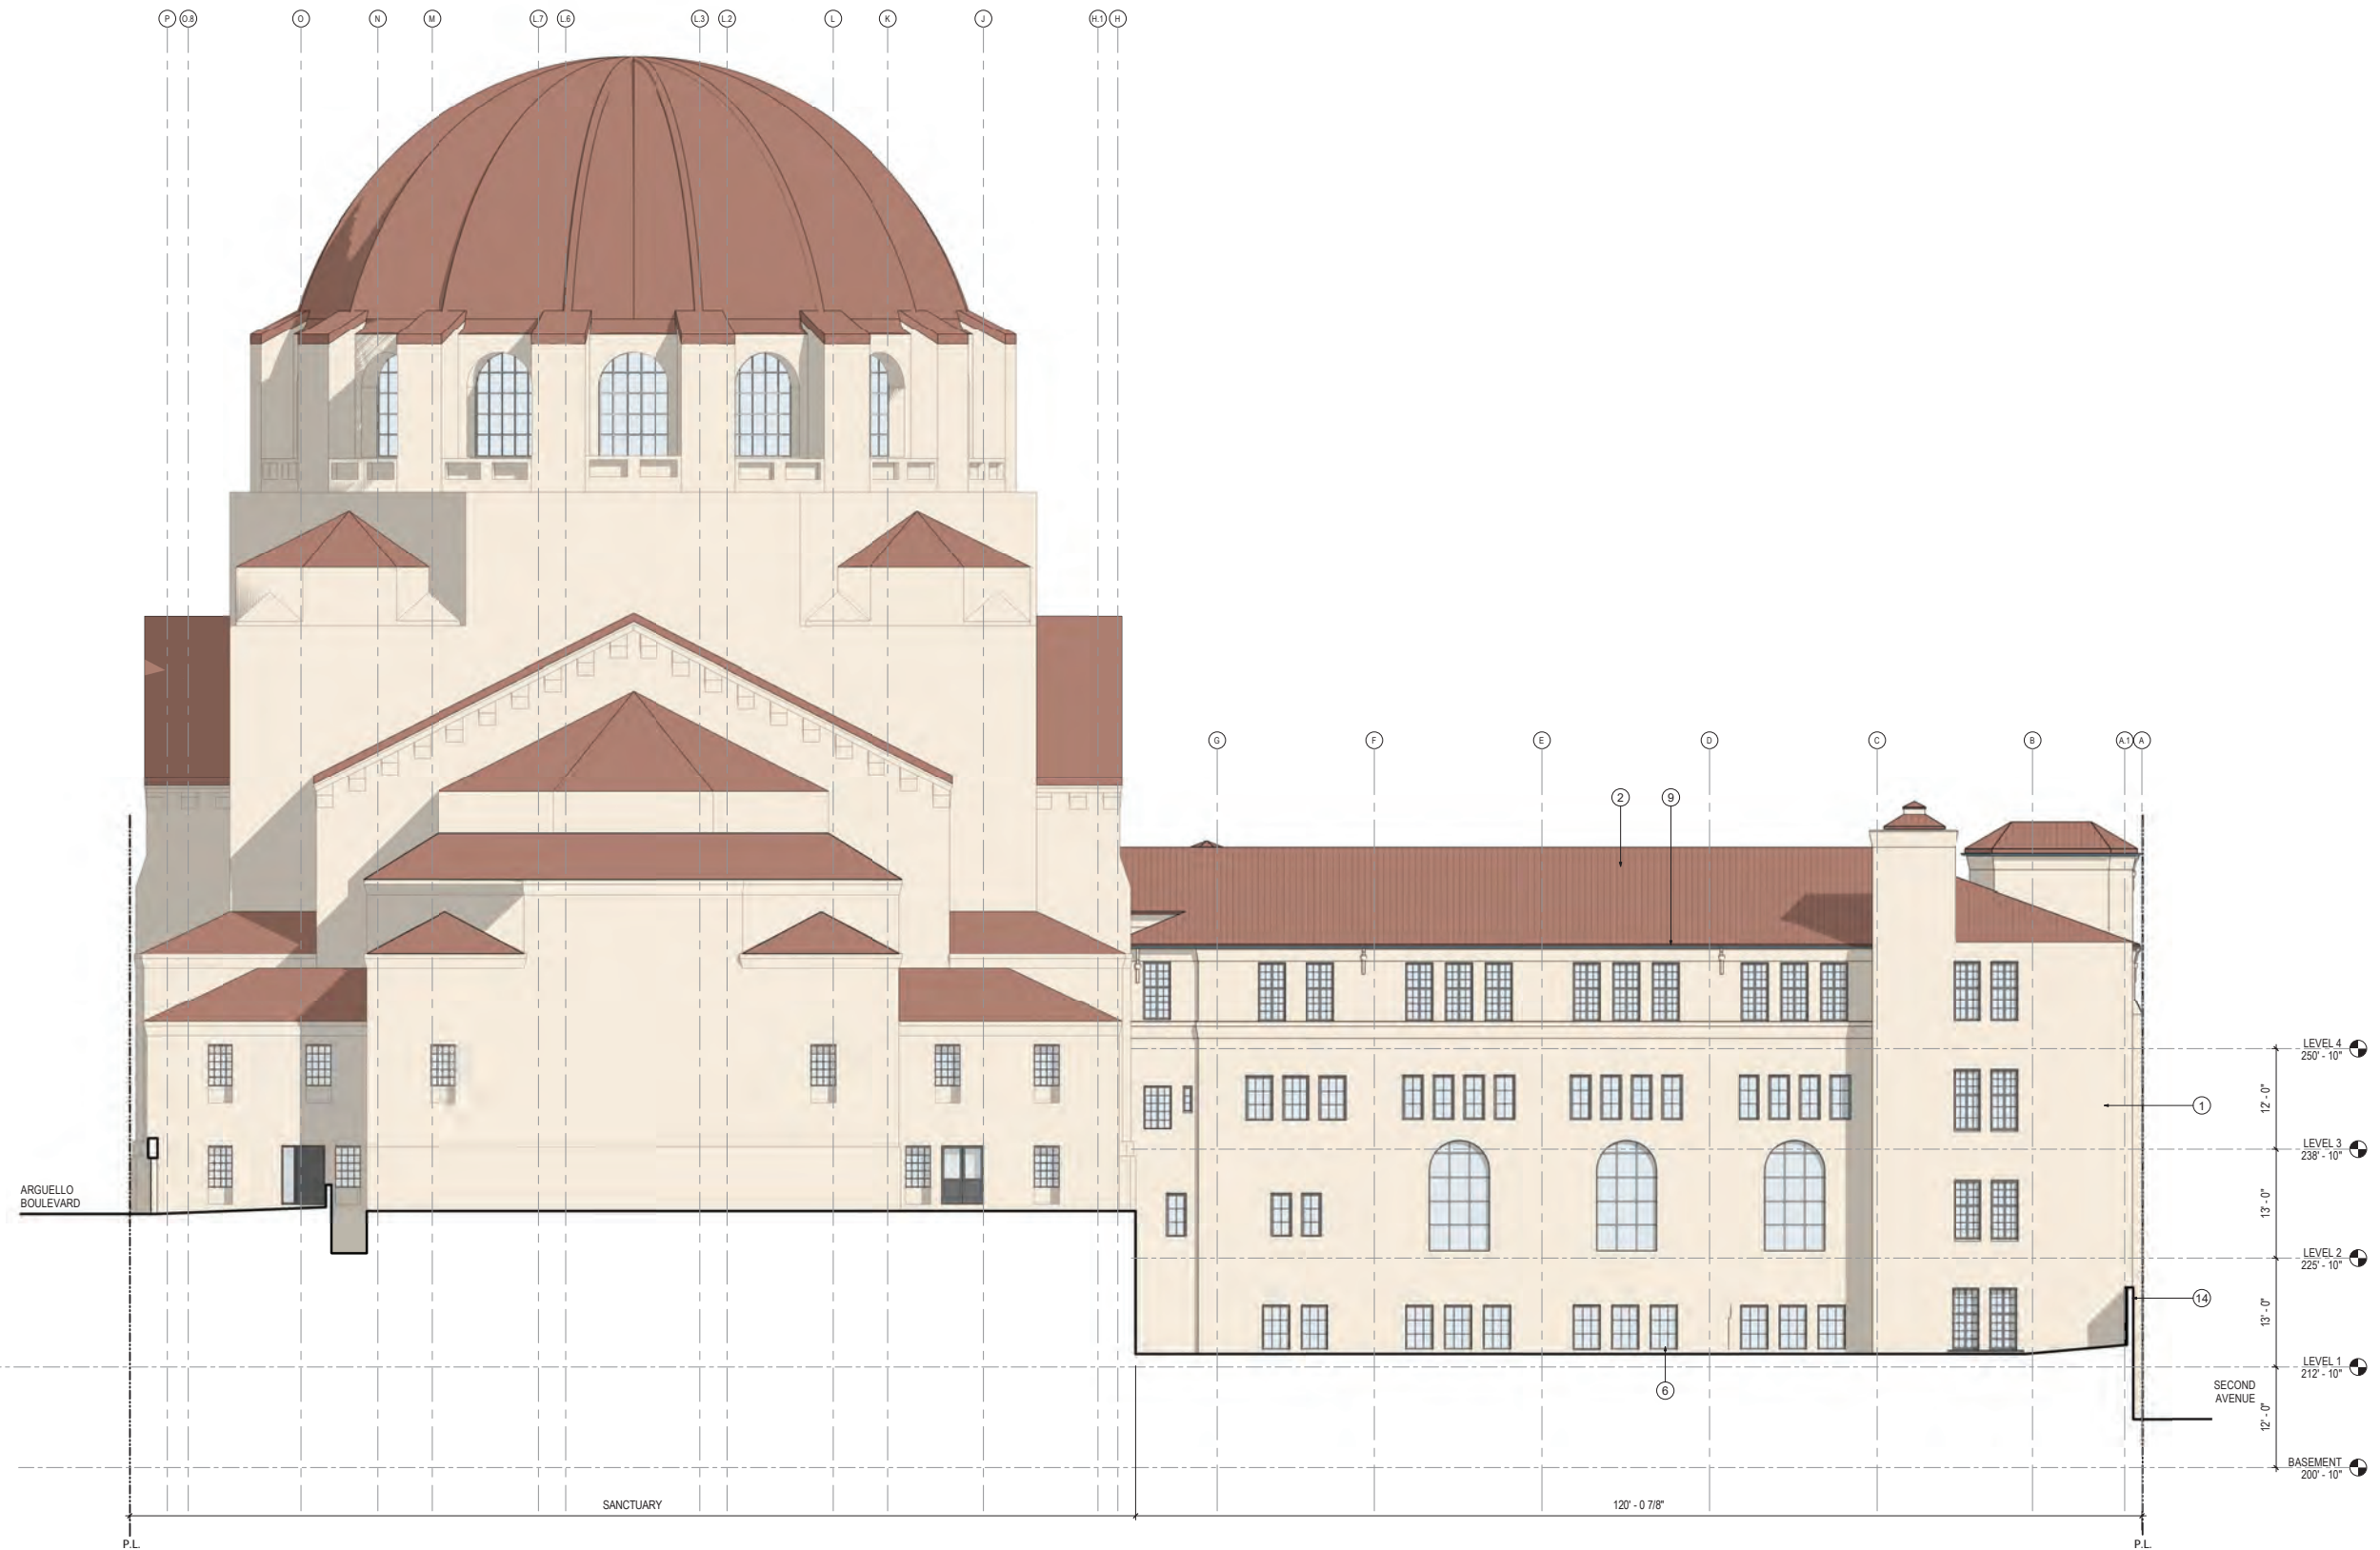 P
O.8
O
N
M
L.7
L.6
L.3
L.2
L
K
J
H.1
H
G
F
E
D
C
B
A.1
A
2
9
LEVEL 4
250' - 10"
12' - 0"
1
LEVEL 3
238' - 10"
ARGUELLO
BOULEVARD
13' - 0"
LEVEL 2
225' - 10"
14
13' - 0"
LEVEL 1
212' - 10"
6
SECOND
AVENUE
12' - 0"
BASEMENT
200' - 10"
SANCTUARY
120' - 0 7/8"
P.L.
P.L.